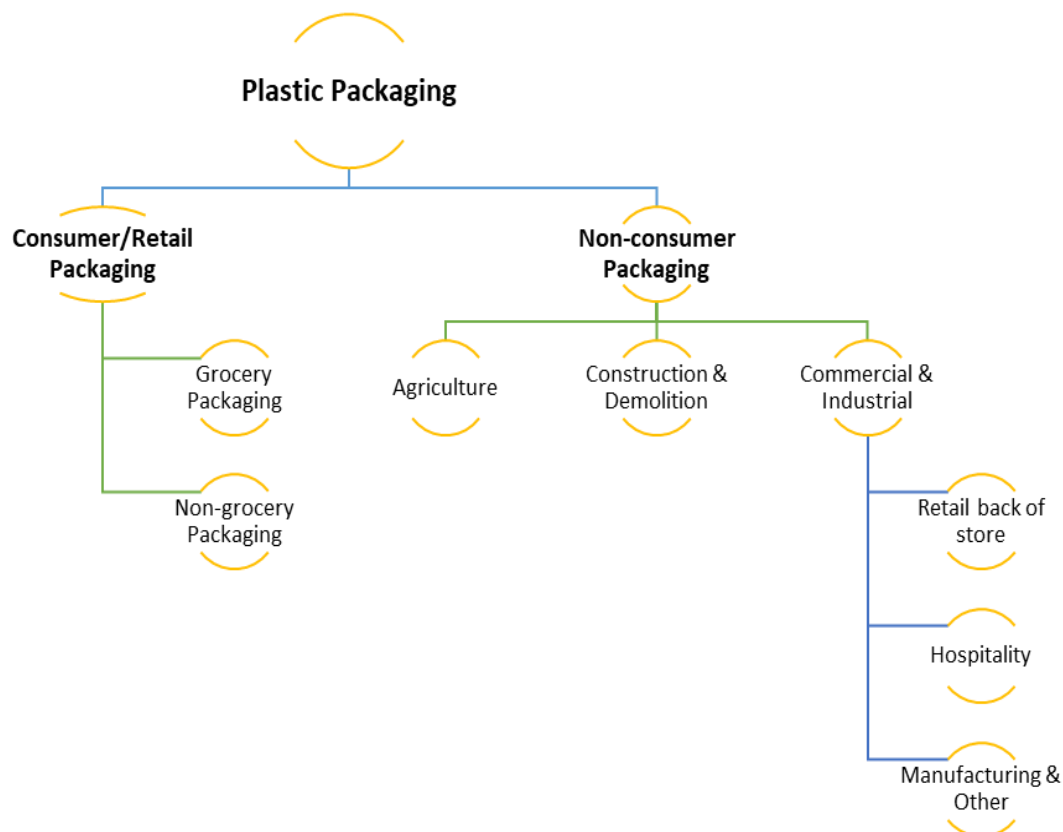 Plastic Packaging
Consumer/Retail
Packaging
Non-consumer
Packaging
Grocery
Packaging
Agriculture
Construction &
Demolition
Commercial &
Industrial
Non-grocery
Packaging
Retail back of
store
Hospitality
Manufacturing &
Other